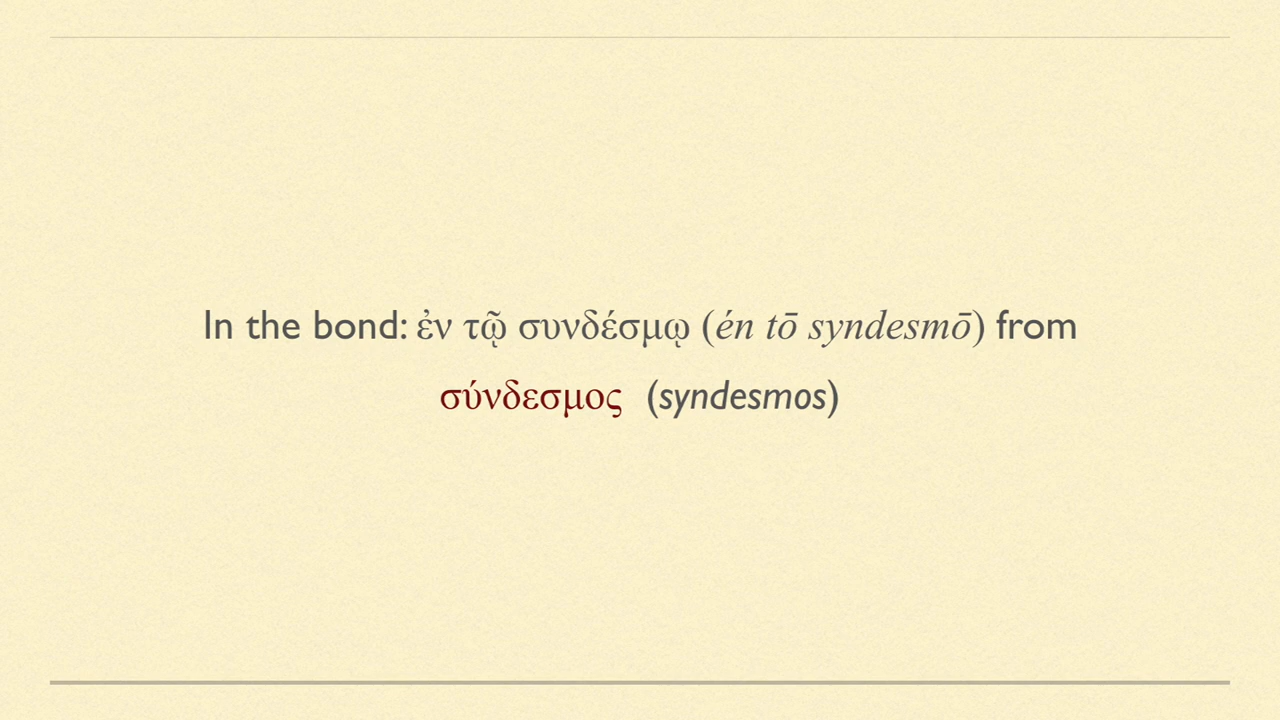 In the bond: ἐν τῷ συνδέσμῳ (én tō syndesmō) from
σύνδεσμος (syndesmos)